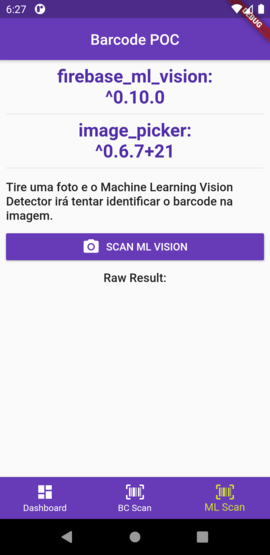 6:27
DEBUG
Barcode POC
firebase_ml_vision:
^0.10.0
image_picker:
^0.6.7+21
Tire uma foto e o Machine Learning Vision
Detector irá tentar identificar o barcode na
imagem.
SCAN ML VISION
Raw Result:
Dashboard
BC Scan
ML Scan